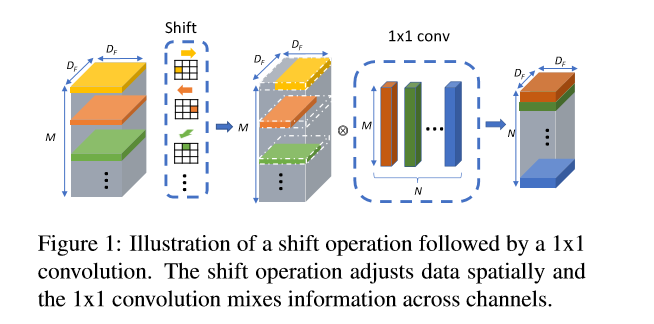 Shift
1x1 conv
D_F
D_F
M
D_F
D_F
M
⊗
M
N
D_F
D_F
N
Figure 1: Illustration of a shift operation followed by a 1x1
convolution. The shift operation adjusts data spatially and
the 1x1 convolution mixes information across channels.